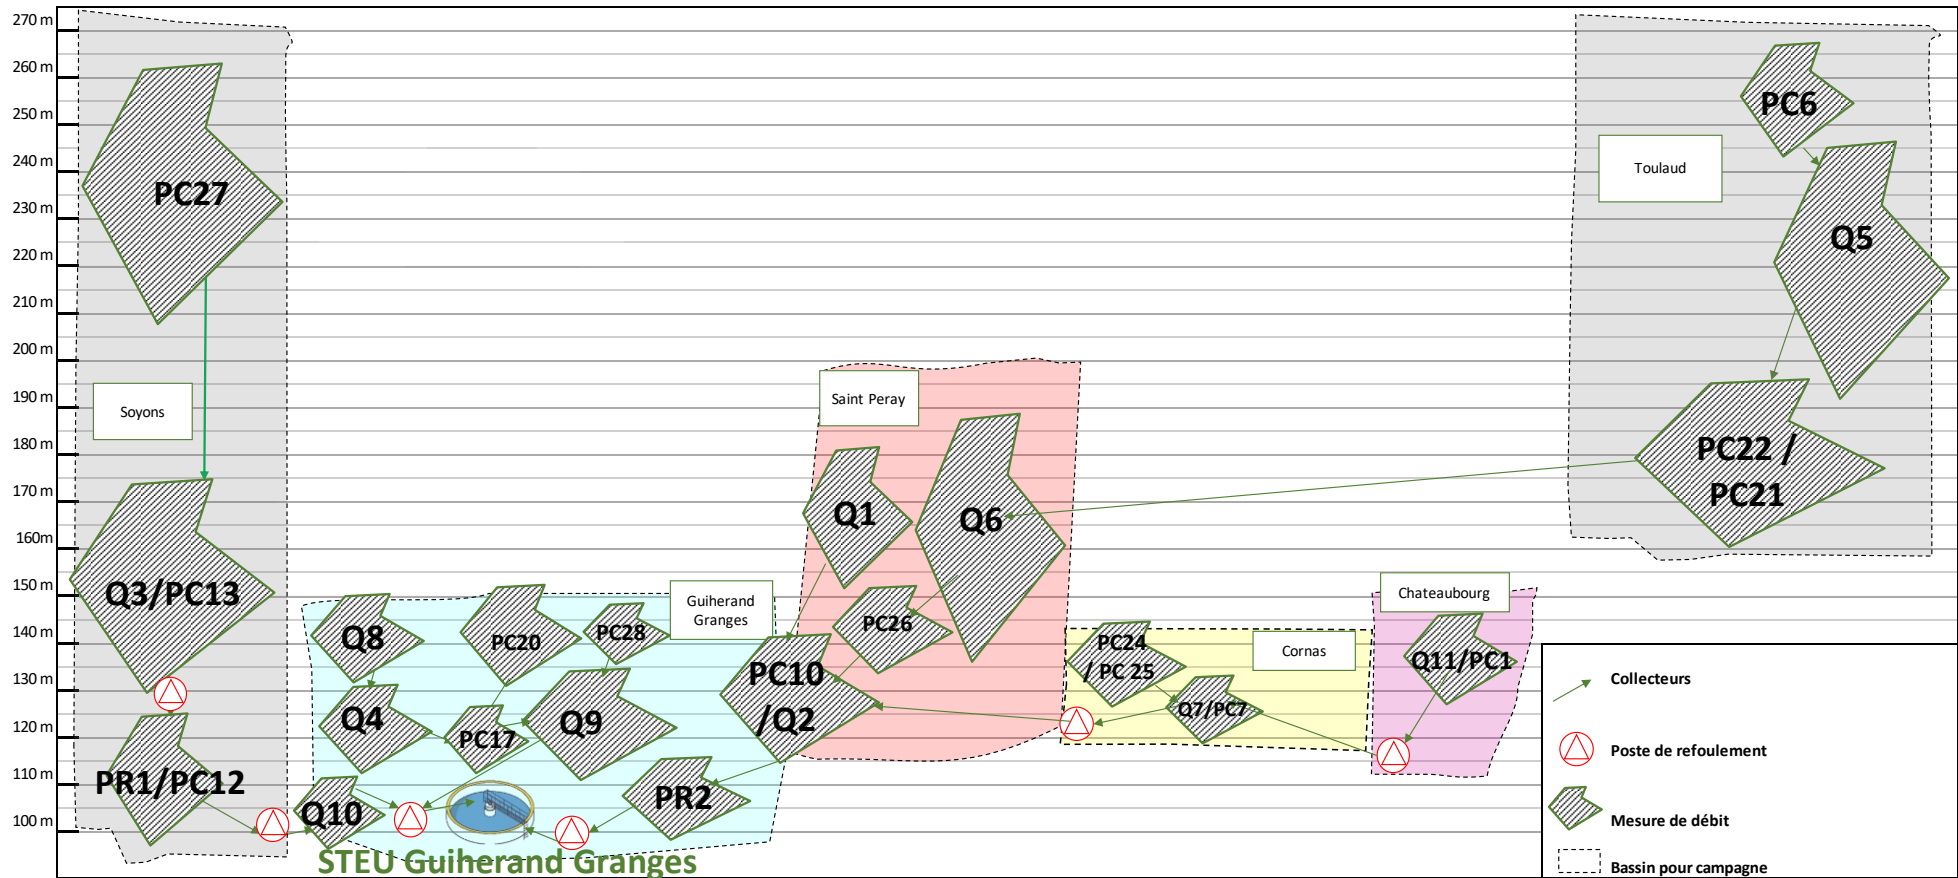 270 m
260 m
250 m
240 m
230 m
220 m
210 m
200 m
190 m
180 m
170 m
160m
150 m
140 m
130 m
120 m
110 m
100 m
PC27
Soyons
Q3/PC13
PR1/PC12
Q8
Q4
Q10
PC20
PC17
PC28
Q9
Guiherand
Granges
PR2
STEU Guiherand Granges
Saint Peray
Q1
Q6
PC26
PC10
/Q2
PC24
/ PC 25
Q7/PC7
Cornas
Chateaubourg
Q11/PC1
Toulaud
PC6
Q5
PC22 /
PC21
Collecteurs
Poste de refoulement
Mesure de débit
Bassin pour campagne